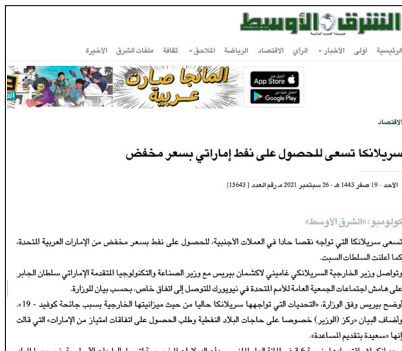 الشرق الأوسط
الرئيسية أولى الأخبار الرأي الاقتصاد الرياضة الملاحق ثقافة ملفات الشرق الأخيرة
المانجا صارت
عربية
App Store
Google Play
الاقتصاد
سريلانكا تسعى للحصول على نفط إماراتي بسعر مخفض
الأحد - 19 صفر 1443 هـ - 26 سبتمبر 2021 مـ رقم العدد [15643]
كولومبو: «الشرق الأوسط»
تسعى سريلانكا التي تواجه نقصا حادا في العملات الأجنبية، للحصول على نفط بسعر مخفض من الإمارات العربية المتحدة،
كما أعلنت السلطات السبت.
وتواصل وزير الخارجية السريلانكي غاميني لاكشمان بيريس مع وزير الصناعة والتكنولوجيا المتقدمة الإماراتي سلطان الجابر
على هامش اجتماعات الجمعية العامة للأمم المتحدة في نيويورك للتوصل إلى اتفاق خاص، بحسب بيان للوزارة.
أوضح بيريس وفق الوزارة، «التحديات التي تواجهها سريلانكا حاليا من حيث ميزانيتها الخارجية بسبب جائحة كوفيد - 19».
وأضاف البيان «ركز (الوزير) خصوصا على حاجات البلاد النفطية وطلب الحصول على اتفاقات امتياز من الإمارات» التي قالت
إنها «سعيدة بتقديم المساعدة».